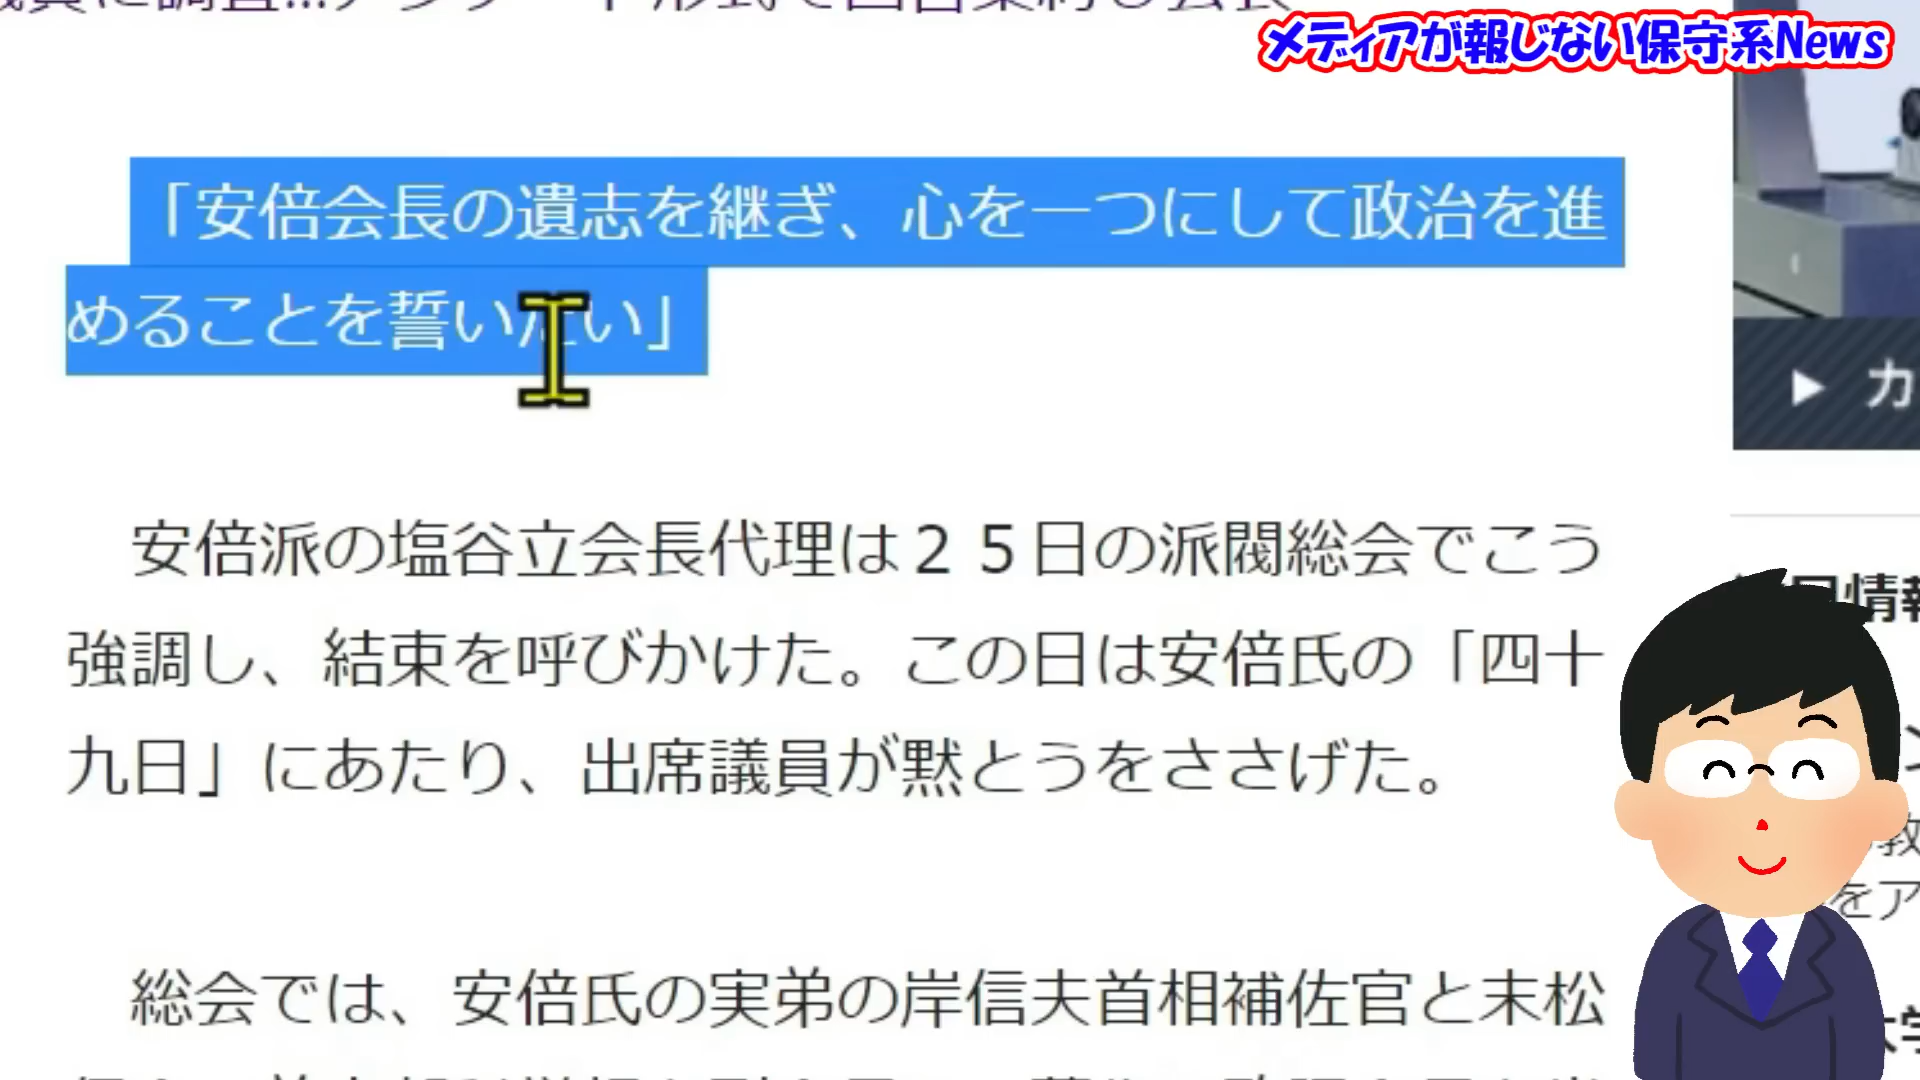 メディアが報じない保守系News
「安倍会長の遺志を継ぎ、心を一つにして政治を進
めることを誓いたい」
安倍派の塩谷立会長代理は２５日の派閥総会でこう
強調し、結束を呼びかけた。この日は安倍氏の「四十
九日」にあたり、出席議員が黙とうをささげた。
総会では、安倍氏の実弟の岸信夫首相補佐官と末松
▶ カ
情報
教
をア